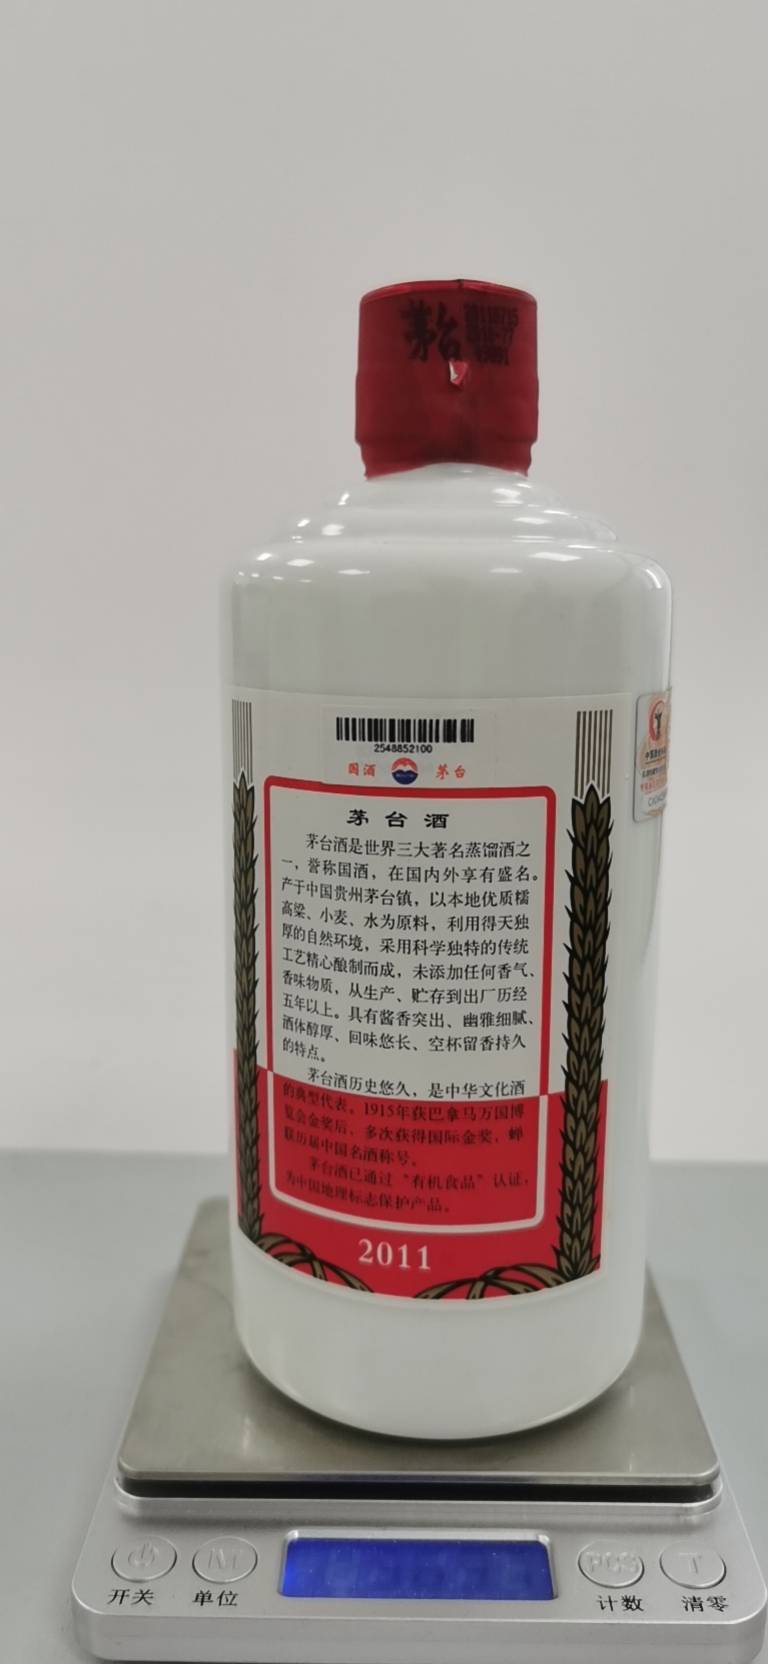 茅台
2548852100
国酒 茅台
茅台酒
茅台酒是世界三大著名蒸馏酒之
一，誉称国酒，在国内外享有盛名。
产于中国贵州茅台镇，以本地优质糯
高粱、小麦、水为原料，利用得天独
厚的自然环境，采用科学独特的传统
工艺精心酿制而成，未添加任何香气、
香味物质，从生产、贮存到出厂历经
五年以上。具有酱香突出、幽雅细腻、
酒体醇厚、回味悠长、空杯留香持久
的特点。
茅台酒历史悠久，是中华文化酒
的典型代表。1915年获巴拿马万国博
览会金奖后，多次获得国际金奖，蝉
联历届中国名酒称号。
茅台酒已通过“有机食品”认证，
为中国地理标志保护产品。
2011
M PCS T
开关 单位 计数 清零